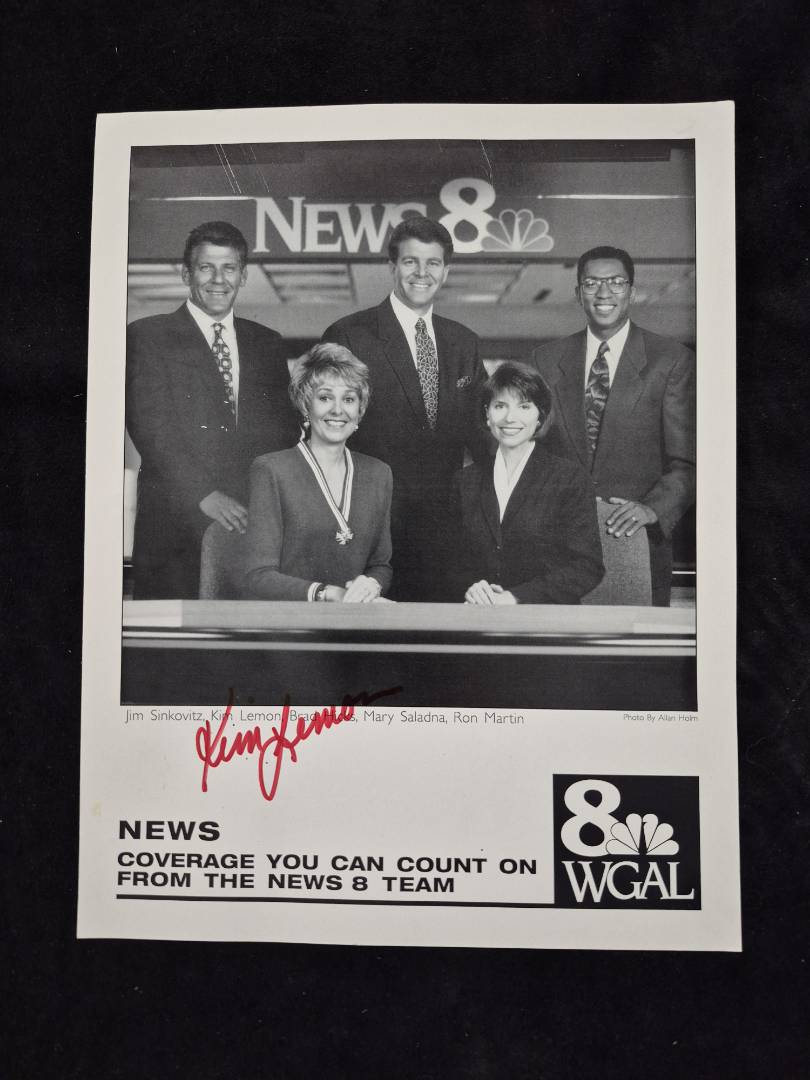 NEWS 8
Jim Sinkovitz, Kim Lemon, Brad Hicks, Mary Saladna, Ron Martin
Photo By Allan Holm
Kim Lemon
NEWS
COVERAGE YOU CAN COUNT ON
FROM THE NEWS 8 TEAM
8
WGAL